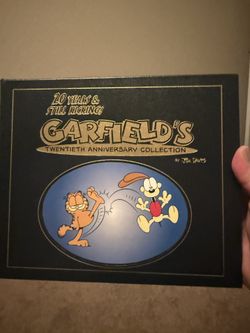 20 YEARS &
STILL KICKING!
GARFIELD'S
TWENTIETH ANNIVERSARY COLLECTION
BY JIM DAVIS